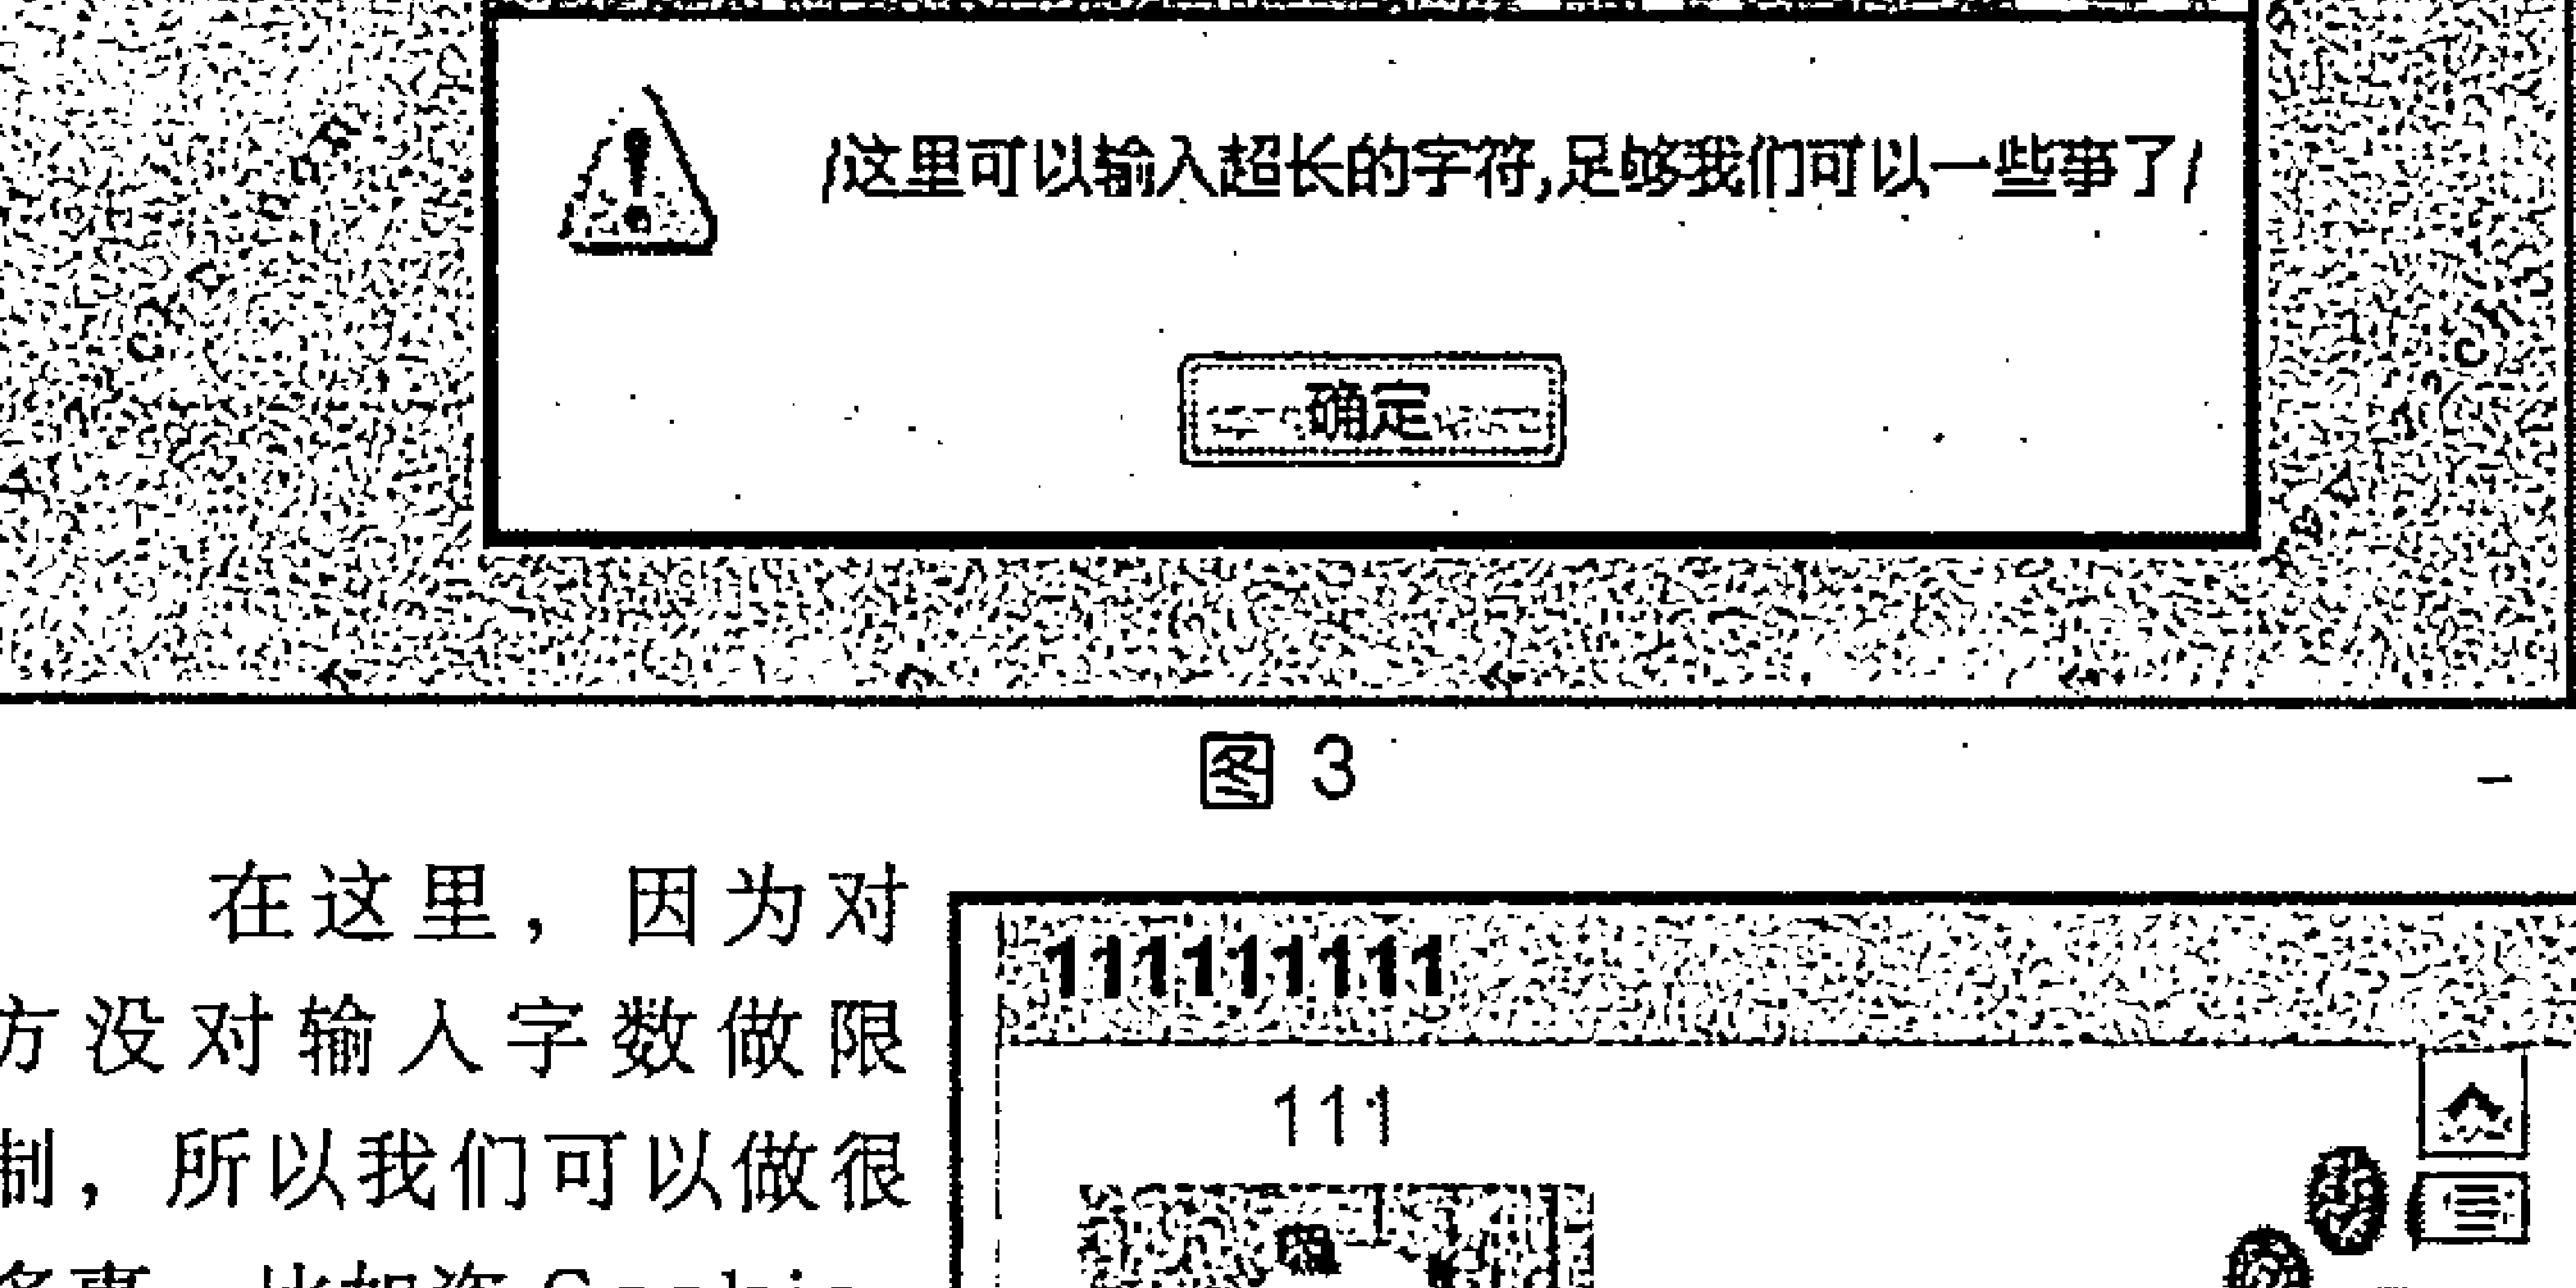 /这里可以输入超长的字符,足够我们可以一些事了/
确定
图 3
在这里，因为对
方没对输入字数做限
制，所以我们可以做很
111111111
111